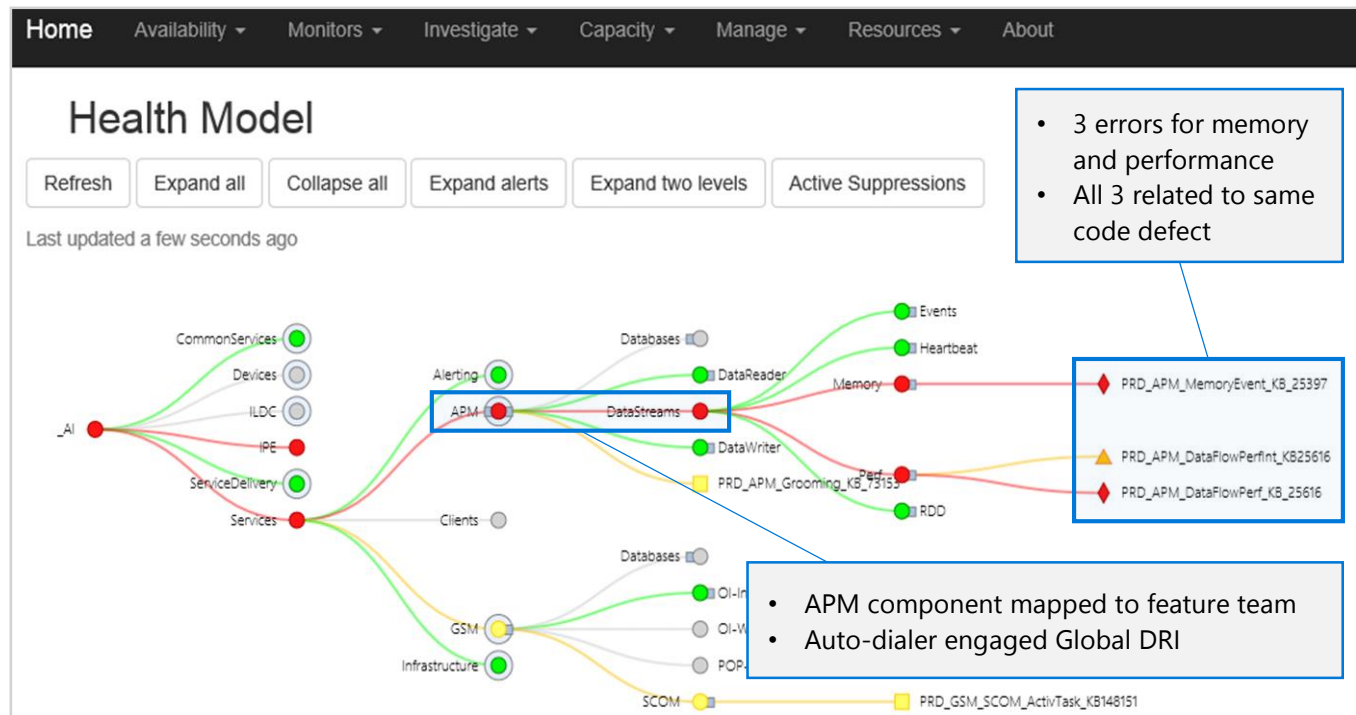 Home Availability Monitors Investigate Capacity Manage Resources About
Health Model
Refresh Expand all Collapse all Expand alerts Expand two levels Active Suppressions
Last updated a few seconds ago
• 3 errors for memory
and performance
• All 3 related to same
code defect
_AI
CommonServices
Devices
ILDC
IPE
ServiceDelivery
Services
Alerting
APM
Clients
GSM
Infrastructure
Databases
DataReader
DataStreams
DataWriter
PRD_APM_Grooming_KB_73153
Databases
SCOM
Events
Heartbeat
Memory
Perf
RDD
PRD_APM_MemoryEvent_KB_25397
PRD_APM_DataFlowPerfInt_KB25616
PRD_APM_DataFlowPerf_KB_25616
PRD_GSM_SCOM_ActivTask_KB148151
• APM component mapped to feature team
• Auto-dialer engaged Global DRI